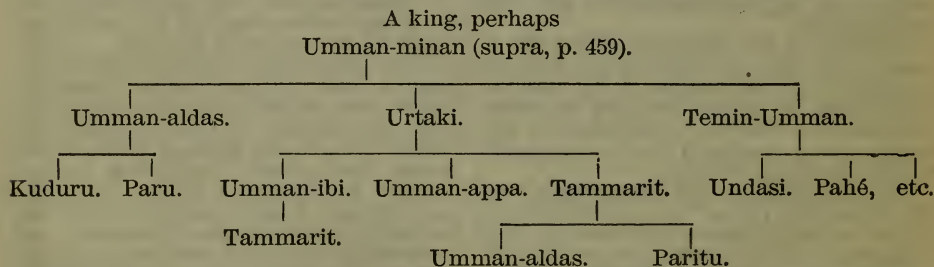 A king, perhaps
Umman-minan (supra, p. 459).
Umman-aldas. Urtaki. Temin-Umman.
Kuduru. Paru. Umman-ibi. Umman-appa. Tammarit. Undasi. Pahé, etc.
Tammarit.
Umman-aldas. Paritu.